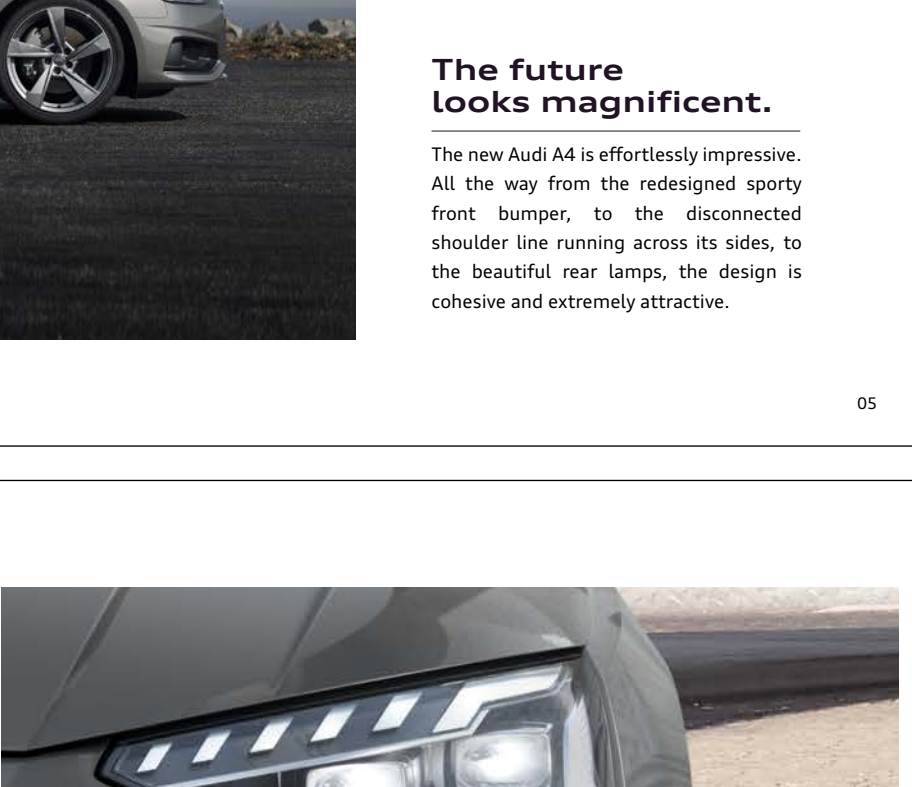 The future
looks magnificent.
The new Audi A4 is effortlessly impressive.
All the way from the redesigned sporty
front bumper, to the disconnected
shoulder line running across its sides, to
the beautiful rear lamps, the design is
cohesive and extremely attractive.
05